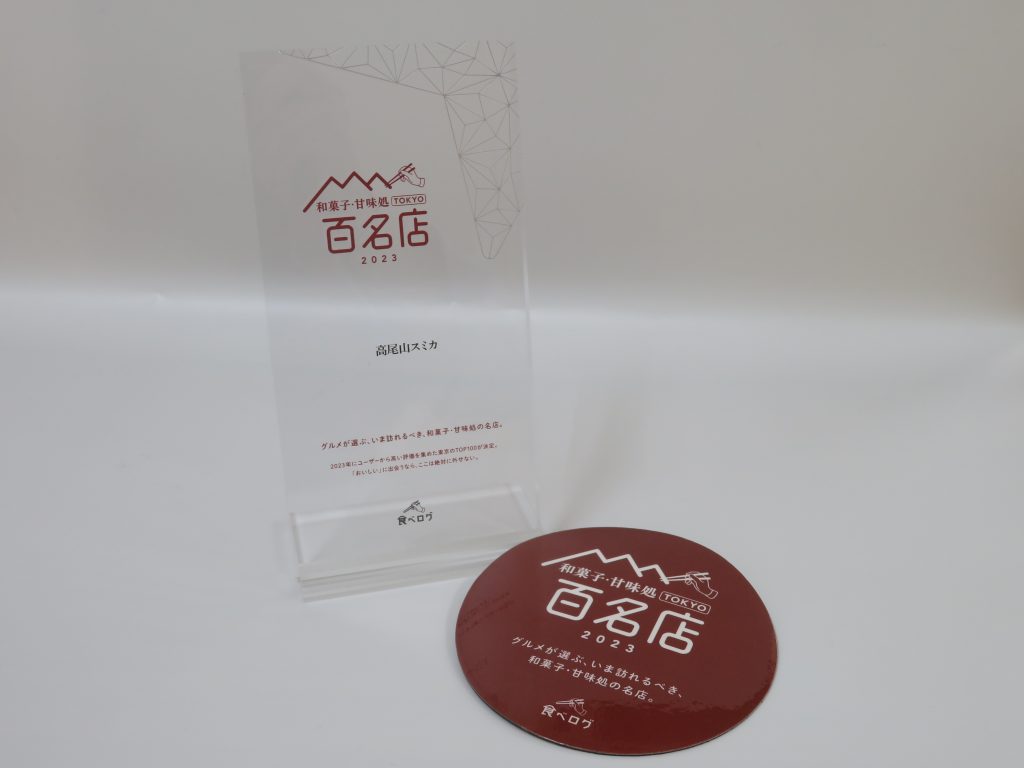 和菓子・甘味処 TOKYO
百名店
2023
高尾山スミカ
グルメが選ぶ、いま訪れるべき、和菓子・甘味処の名店。
2023年にユーザーから高い評価を集めた東京のTOP100が決定。
「おいしい」に出会うなら、ここは絶対に外せない。
食べログ
和菓子・甘味処 TOKYO
百名店
2023
グルメが選ぶ、いま訪れるべき、
和菓子・甘味処の名店。
食べログ